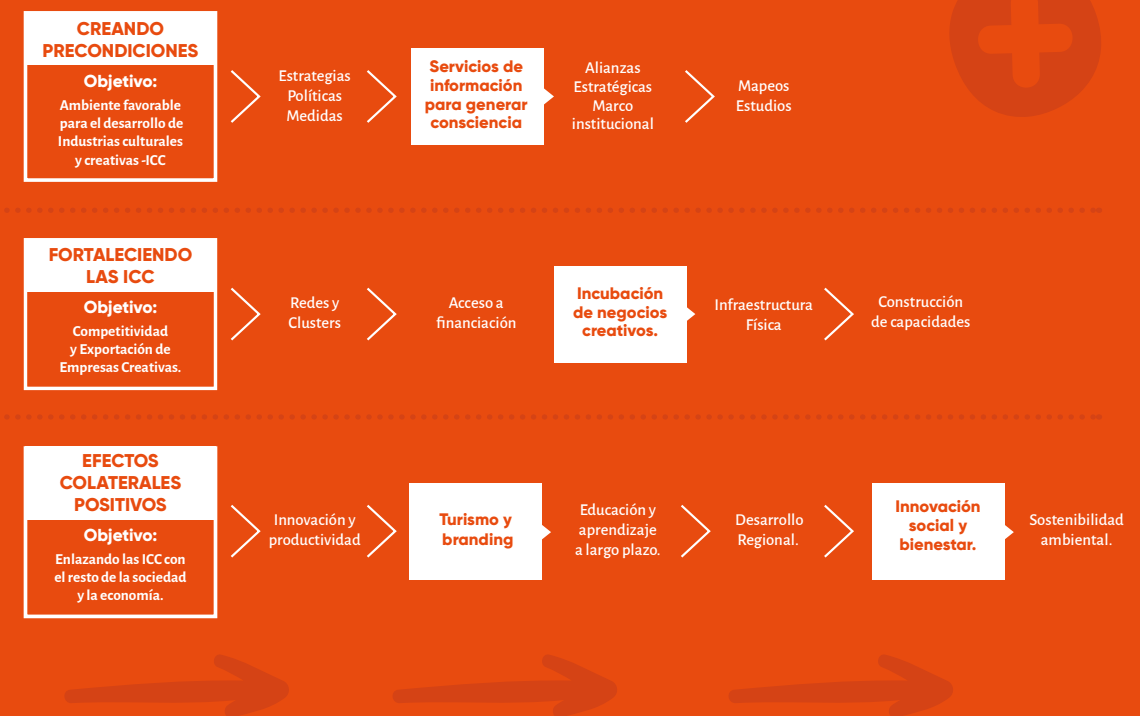 CREANDO
PRECONDICIONES
Objetivo:
Ambiente favorable
para el desarrollo de
Industrias culturales
y creativas -ICC
Estrategias
Políticas
Medidas
Servicios de
información
para generar
consciencia
Alianzas
Estratégicas
Marco
institucional
Mapeos
Estudios
FORTALECIENDO
LAS ICC
Objetivo:
Competitividad
y Exportación de
Empresas Creativas.
Redes y
Clusters
Acceso a
financiación
Incubación
de negocios
creativos.
Infraestructura
Física
Construcción
de capacidades
EFECTOS
COLATERALES
POSITIVOS
Objetivo:
Enlazando las ICC con
el resto de la sociedad
y la economía.
Innovación y
productividad
Turismo y
branding
Educación y
aprendizaje
a largo plazo.
Desarrollo
Regional.
Innovación
social y
bienestar.
Sostenibilidad
ambiental.